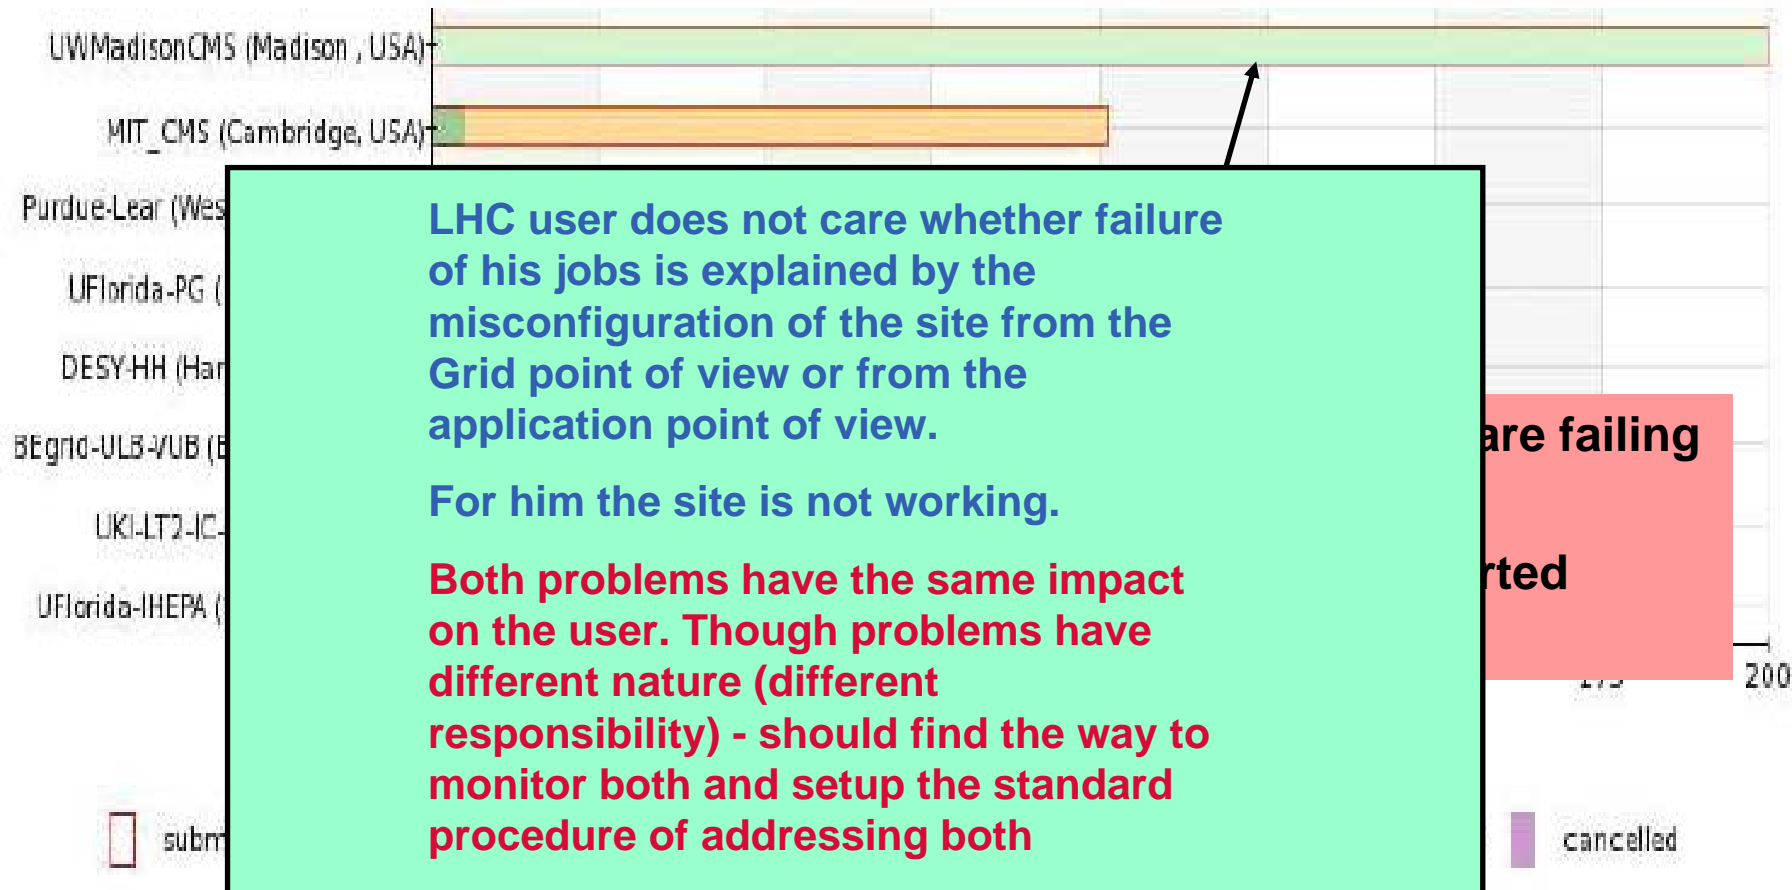 UWMadisonCMS (Madison , USA)
MIT_CMS (Cambridge, USA)
Purdue-Lear (Wes
UFlorida-PG (
DESY-HH (Har
BEgrid-ULB-VUB (B
UKI-LT2-IC-
UFlorida-IHEPA (
LHC user does not care whether failure
of his jobs is explained by the
misconfiguration of the site from the
Grid point of view or from the
application point of view.
For him the site is not working.
Both problems have the same impact
on the user. Though problems have
different nature (different
responsibility) - should find the way to
monitor both and setup the standard
procedure of addressing both
are failing
rted
200
subm
cancelled